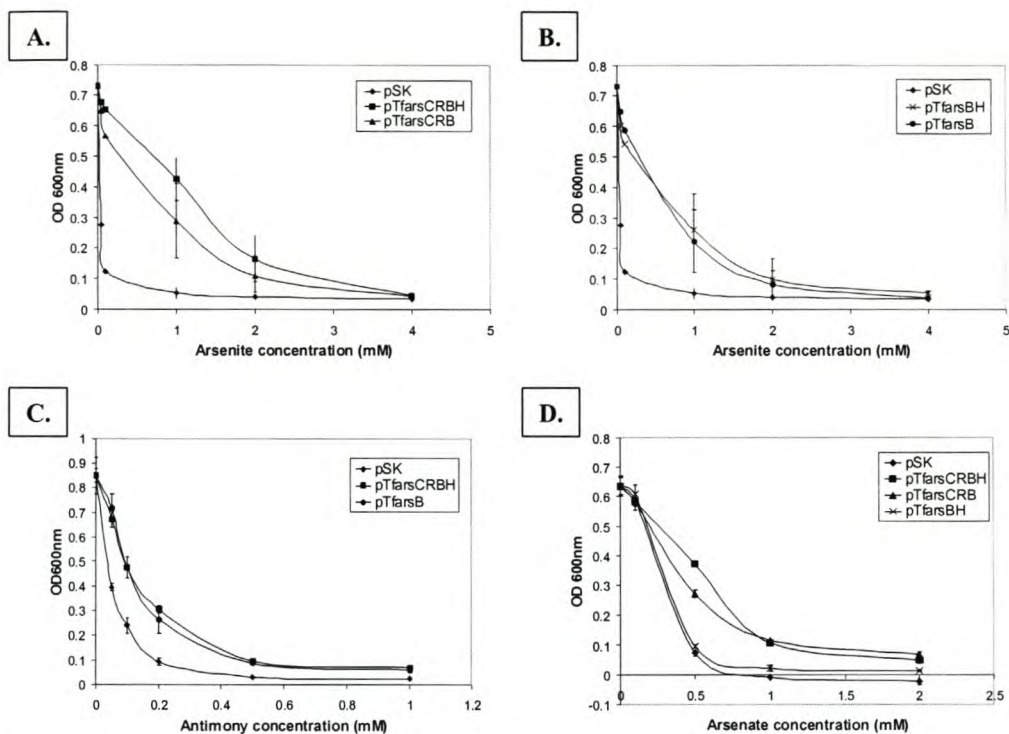 A.
0.8
0.7
0.6
0.5
0.4
0.3
0.2
0.1
0
OD 600nm
pSK
pTfarsCRBH
pTfarsCRB
0 1 2 3 4 5
Arsenite concentration (mM)
B.
0.8
0.7
0.6
0.5
0.4
0.3
0.2
0.1
0
OD 600nm
pSK
pTfarsBH
pTfarsB
0 1 2 3 4 5
Arsenite concentration (mM)
C.
1
0.9
0.8
0.7
0.6
0.5
0.4
0.3
0.2
0.1
0
OD600nm
pSK
pTfarsCRBH
pTfarsB
0 0.2 0.4 0.6 0.8 1 1.2
Antimony concentration (mM)
D.
0.8
0.7
0.6
0.5
0.4
0.3
0.2
0.1
0
-0.1
OD 600nm
pSK
pTfarsCRBH
pTfarsCRB
pTfarsBH
0 0.5 1 1.5 2 2.5
Arsenate concentration (mM)